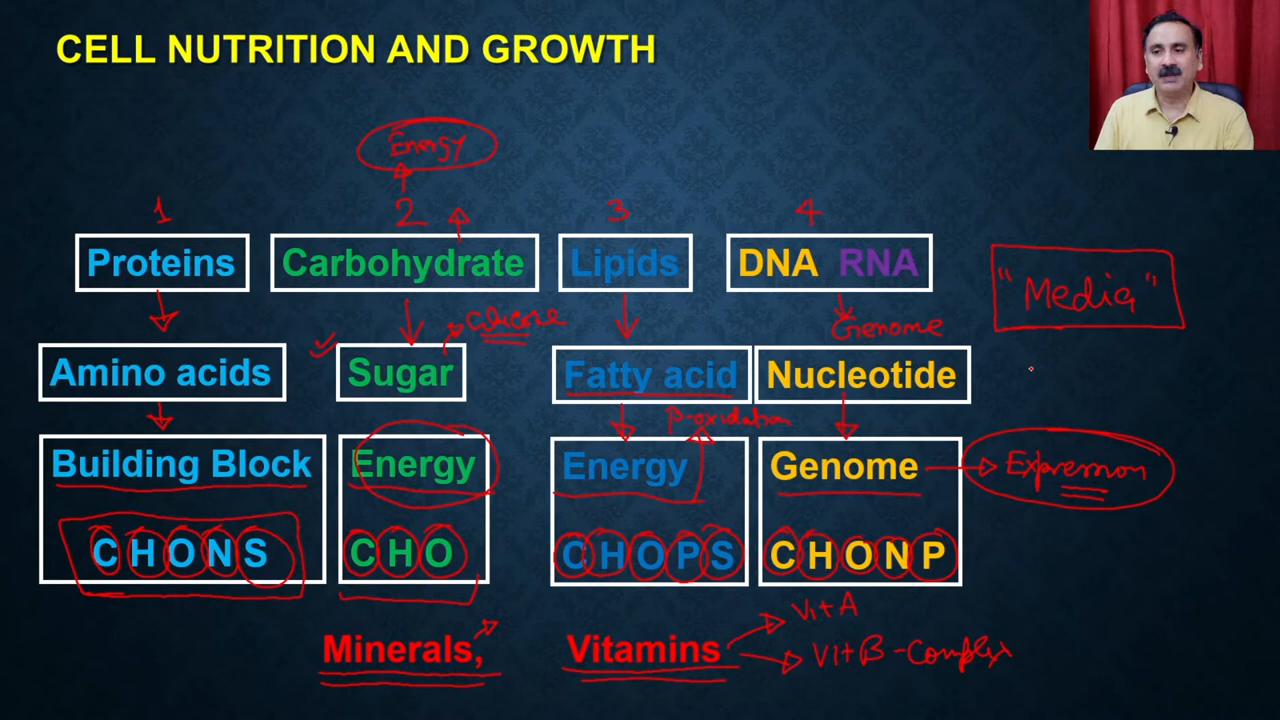 CELL NUTRITION AND GROWTH
Energy
1 2 3 4
Proteins Carbohydrate Lipids DNA RNA
"Media"
Glucose Genome
Amino acids Sugar Fatty acid Nucleotide
β-oxidation
Building Block Energy Energy Genome Expression
C H O N S C H O C H O P S C H O N P
Vit A
Minerals, Vitamins Vit B-Complex